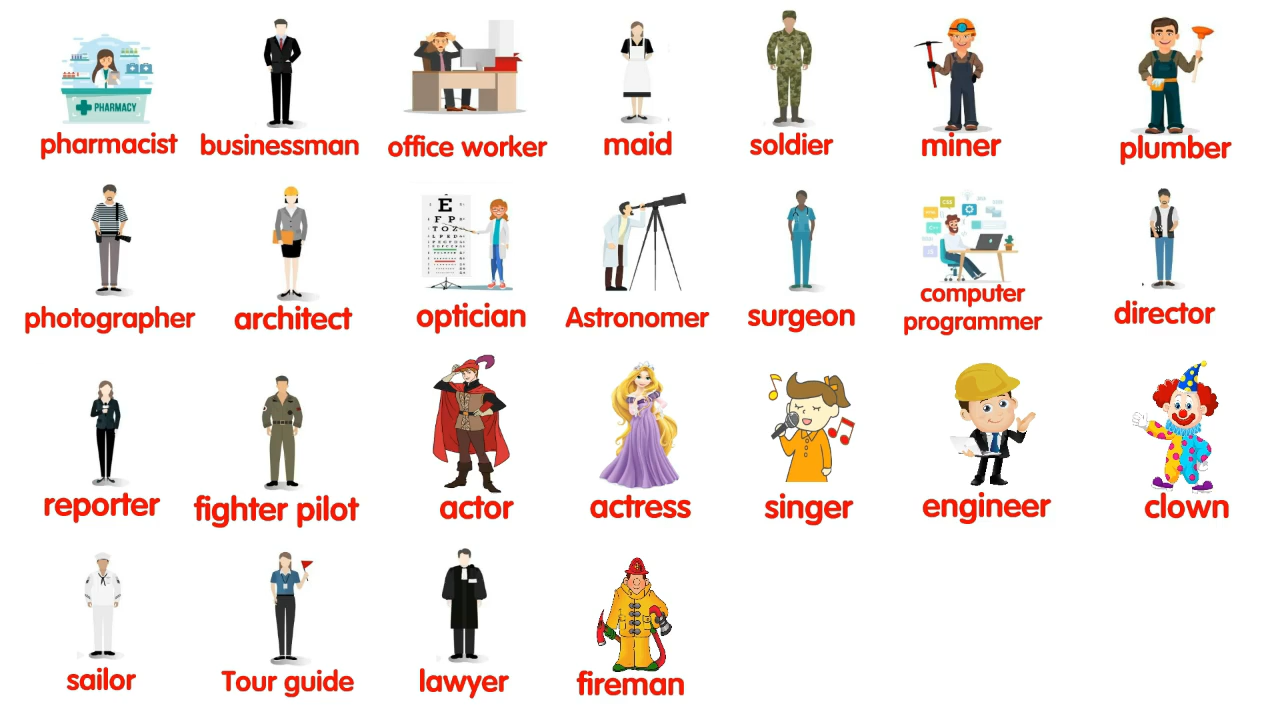 PHARMACY
pharmacist
businessman
office worker
maid
soldier
miner
plumber
E
F P
T O Z
L P E D
photographer
architect
optician
Astronomer
surgeon
CSS
computer
programmer
director
reporter
fighter pilot
actor
actress
singer
engineer
clown
sailor
Tour guide
lawyer
fireman